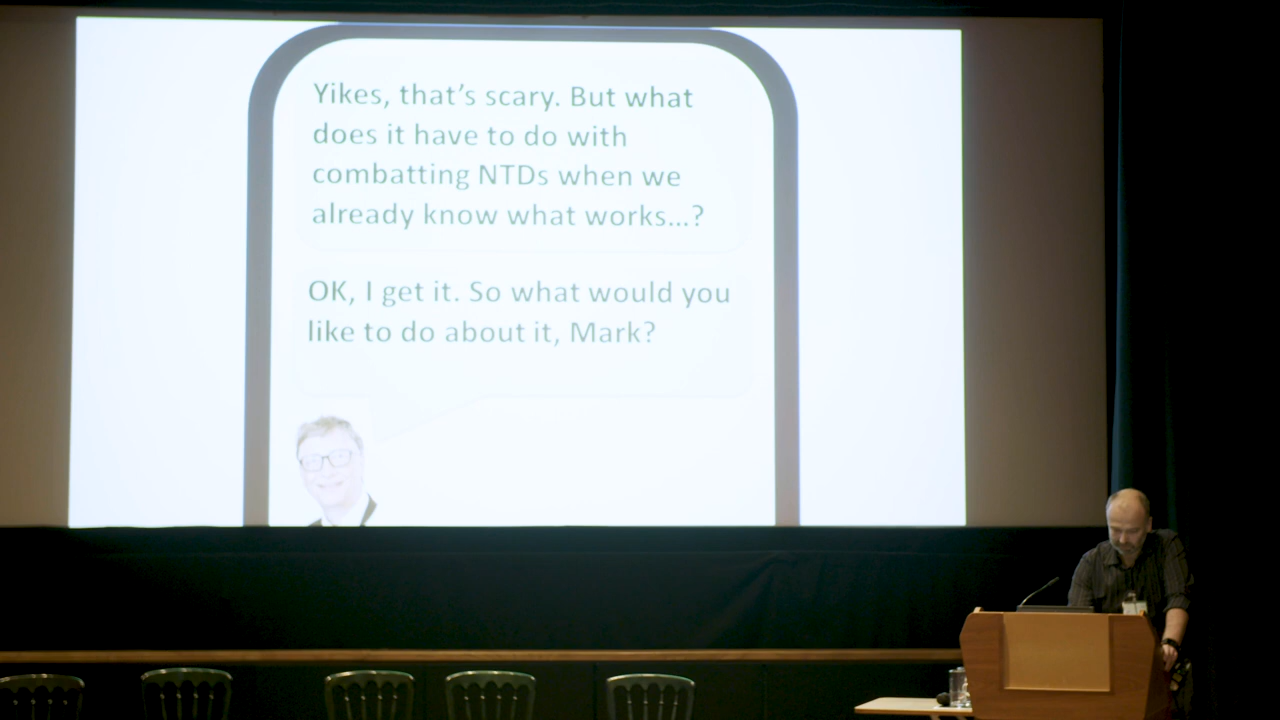 Yikes, that's scary. But what
does it have to do with
combatting NTDs when we
already know what works...?
OK, I get it. So what would you
like to do about it, Mark?